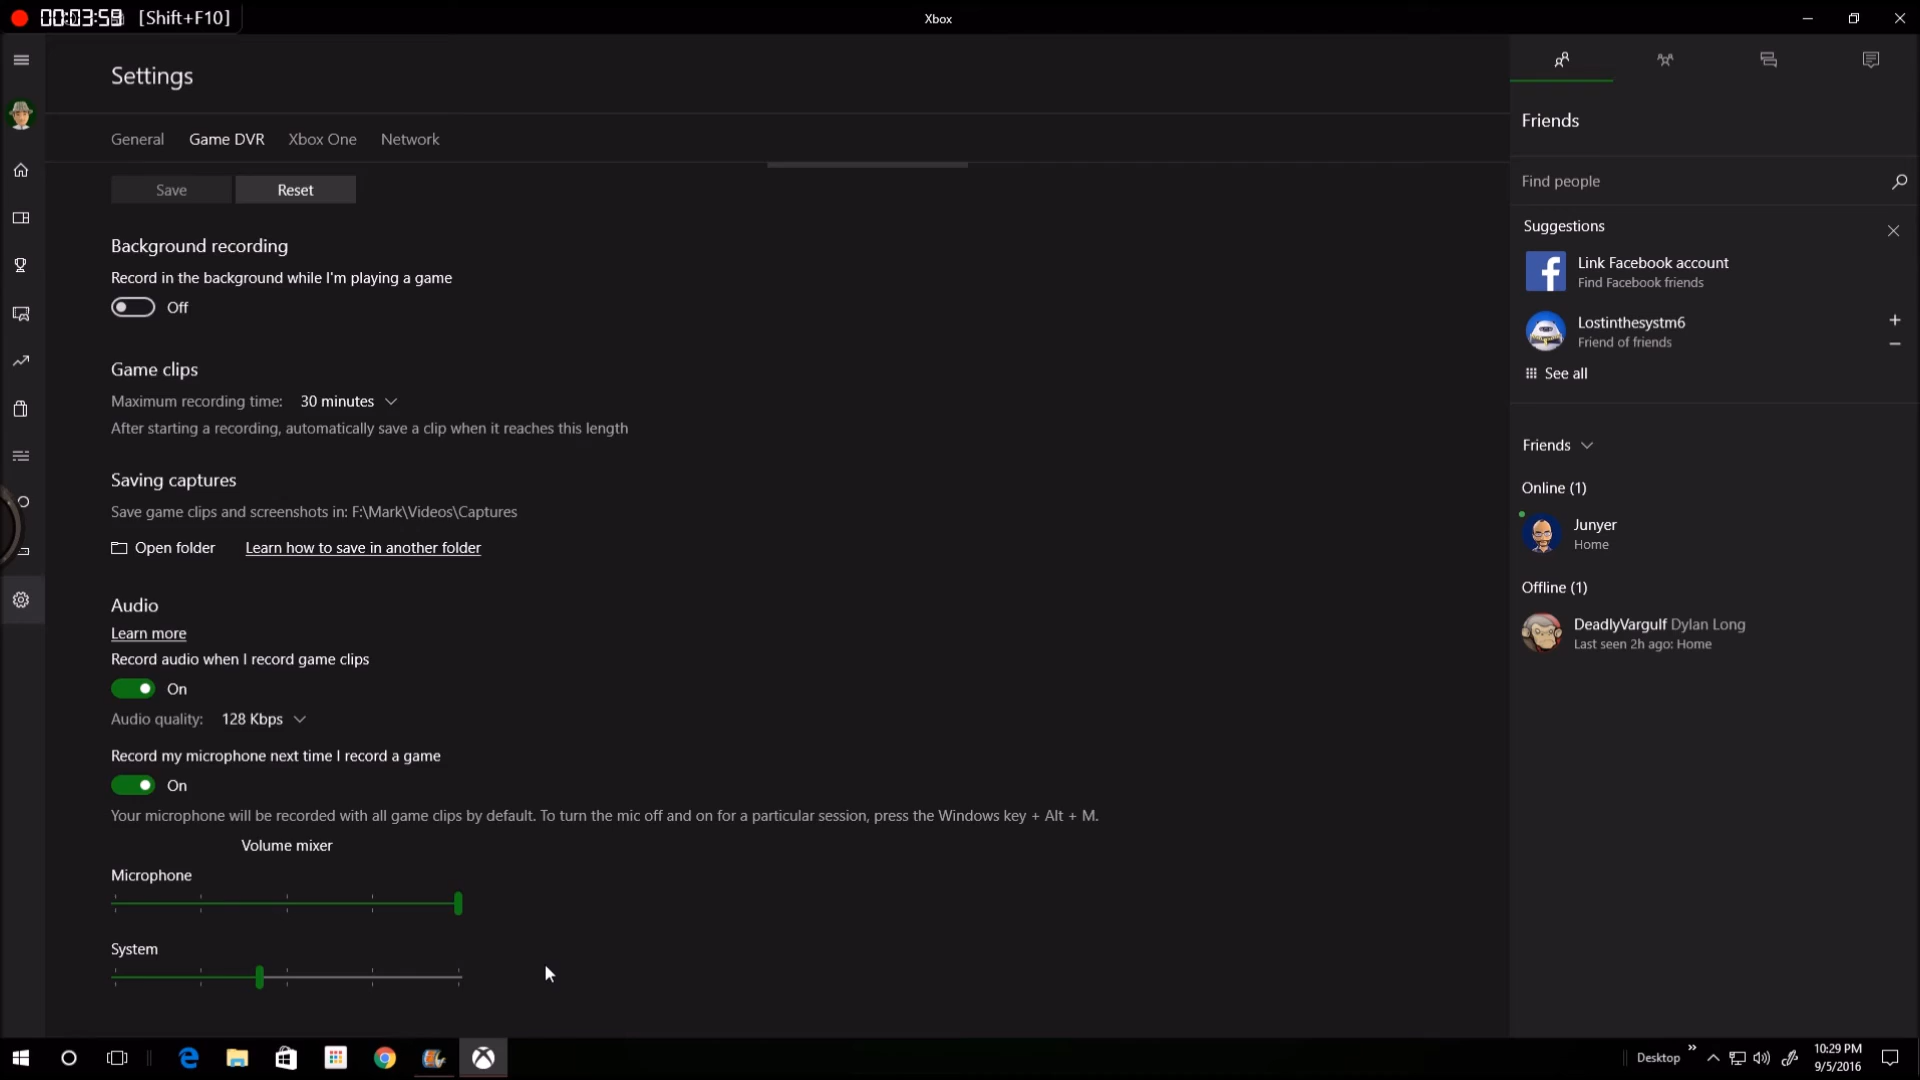 00:03:59 [Shift+F10]
Xbox
Settings
General Game DVR Xbox One Network
Save Reset
Background recording
Record in the background while I'm playing a game
Off
Game clips
Maximum recording time: 30 minutes
After starting a recording, automatically save a clip when it reaches this length
Saving captures
Save game clips and screenshots in: F:\Mark\Videos\Captures
Open folder Learn how to save in another folder
Audio
Learn more
Record audio when I record game clips
On
Audio quality: 128 Kbps
Record my microphone next time I record a game
On
Your microphone will be recorded with all game clips by default. To turn the mic off and on for a particular session, press the Windows key + Alt + M.
Volume mixer
Microphone
System
Friends
Find people
Suggestions
Link Facebook account
Find Facebook friends
Lostinthesystm6
Friend of friends
See all
Friends
Online (1)
Junyer
Home
Offline (1)
DeadlyVargulf Dylan Long
Last seen 2h ago: Home
Desktop
10:29 PM
9/5/2016